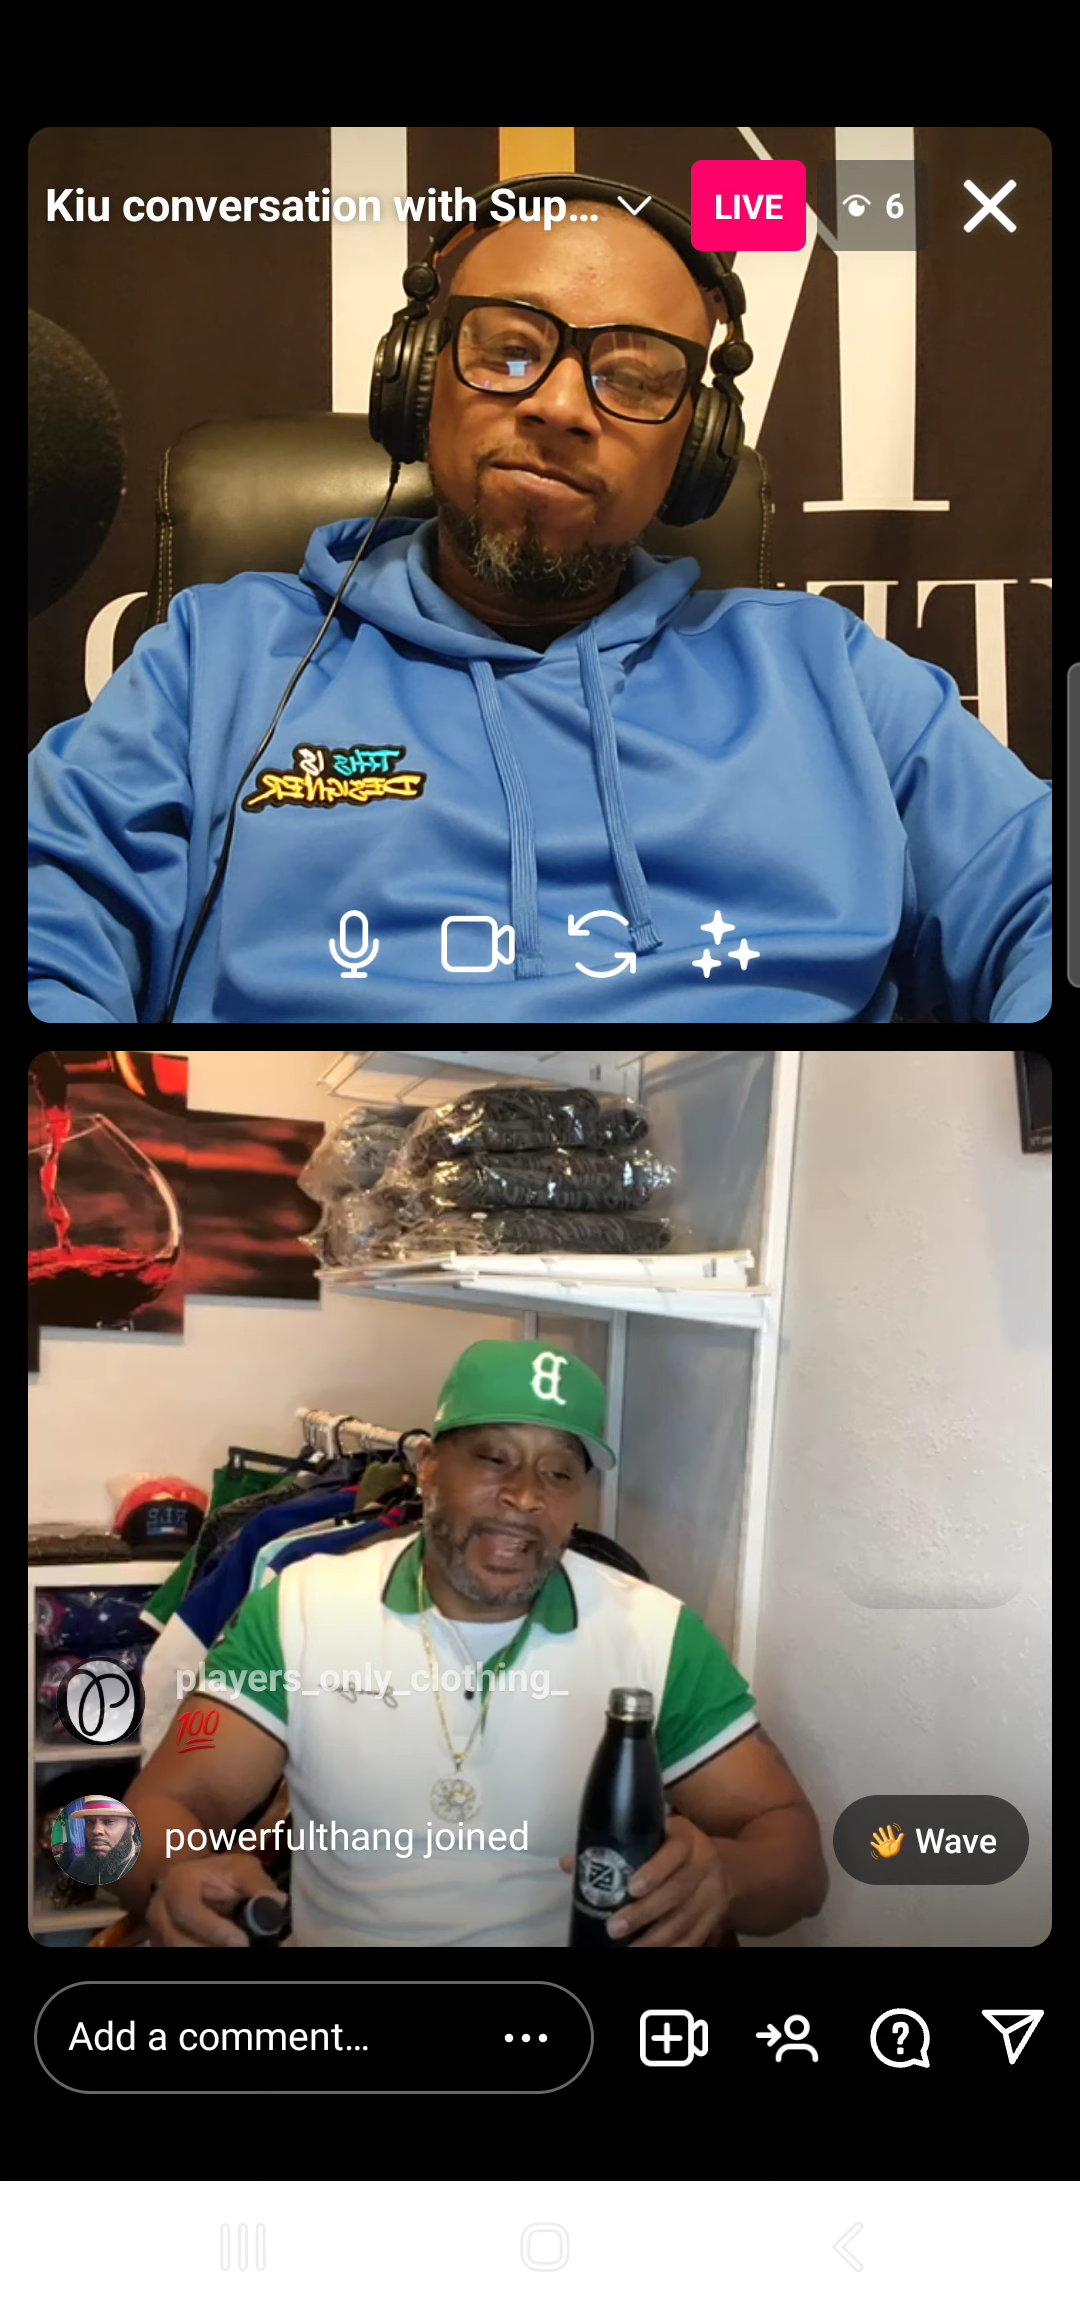 Kiu conversation with Sup...
LIVE
6
THIS IS
DESIGNER
B
players_only_clothing_
💯
powerfulthang joined
👋 Wave
Add a comment...